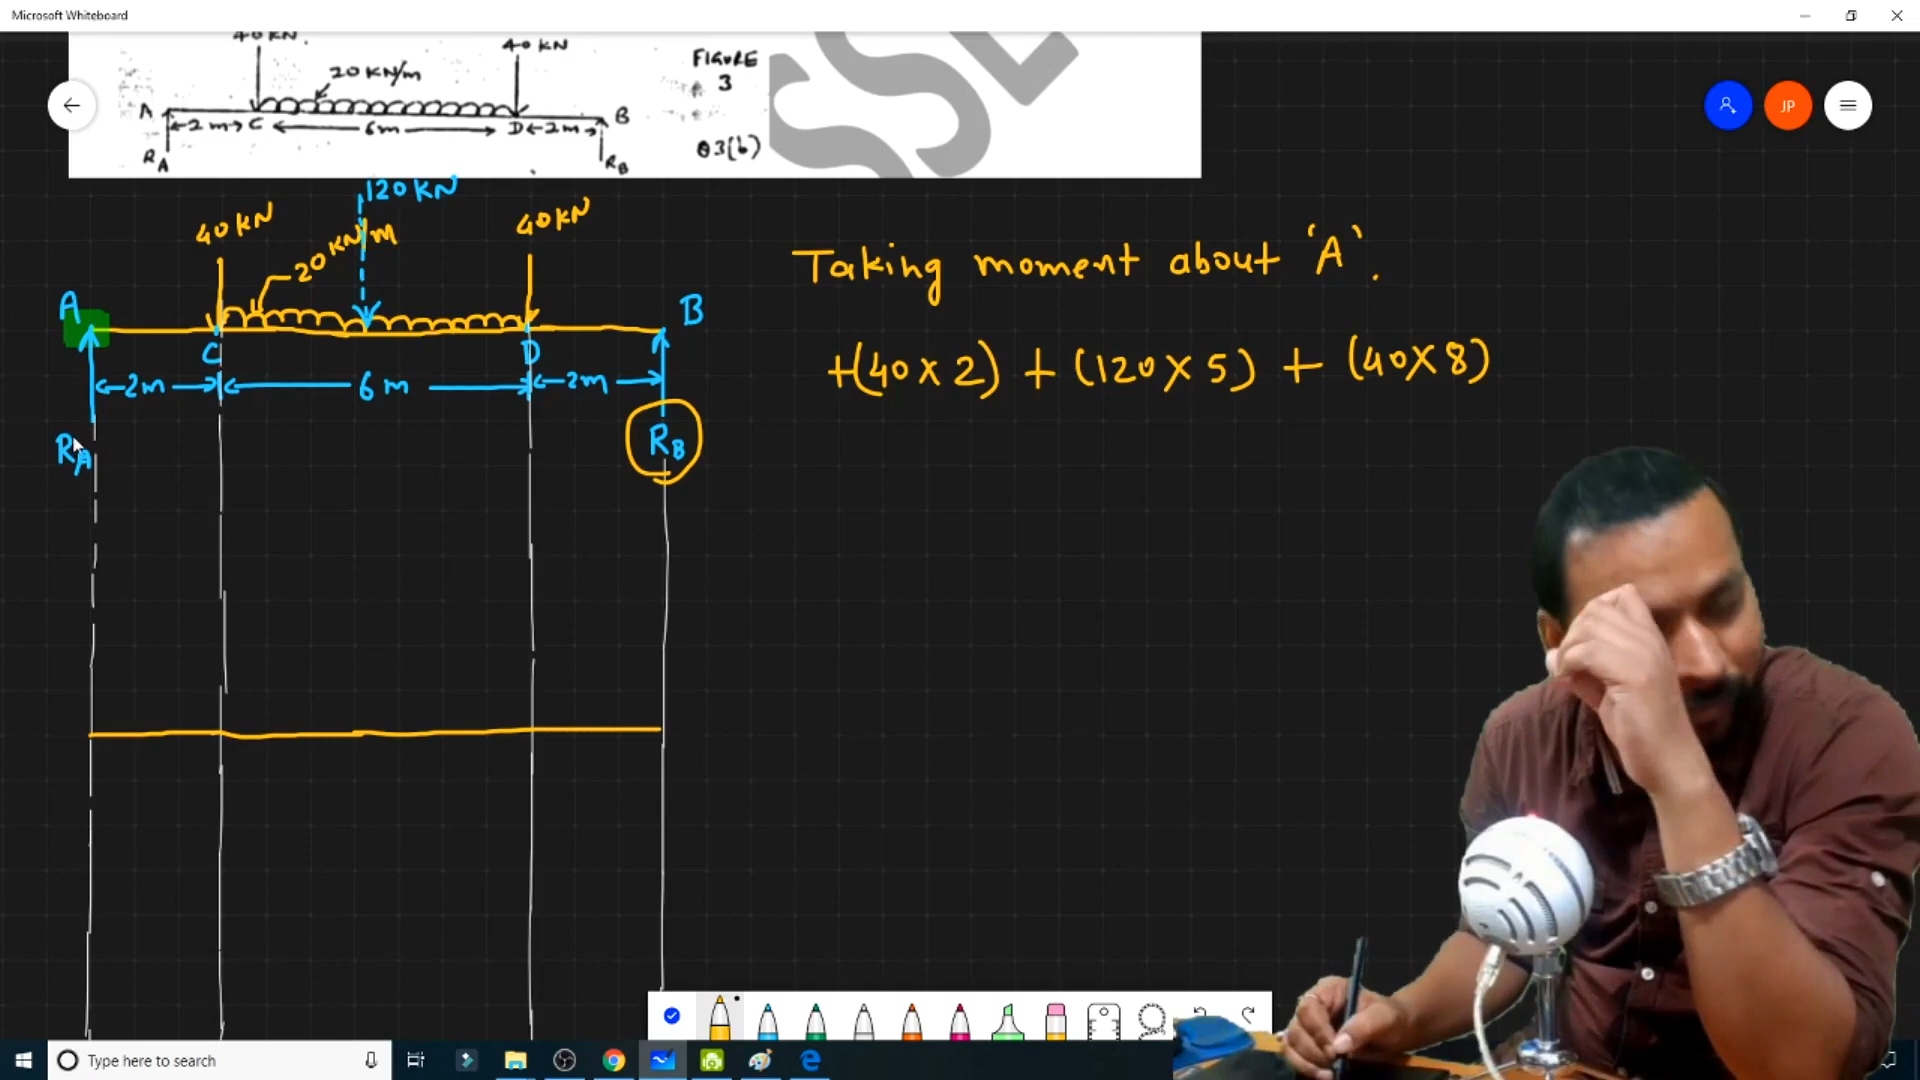 Microsoft Whiteboard
40 KN
40 KN
FIGURE
3
20 KN/m
A
B
2 m
C
6m
D
2m
Q3(b)
RA
RB
JP
120 KN
40 KN
40 KN
20 KN/m
Taking moment about 'A'.
A
B
C
D
+(40 X 2) + (120 X 5) + (40 X 8)
2m
6 m
2m
RA
RB
Type here to search